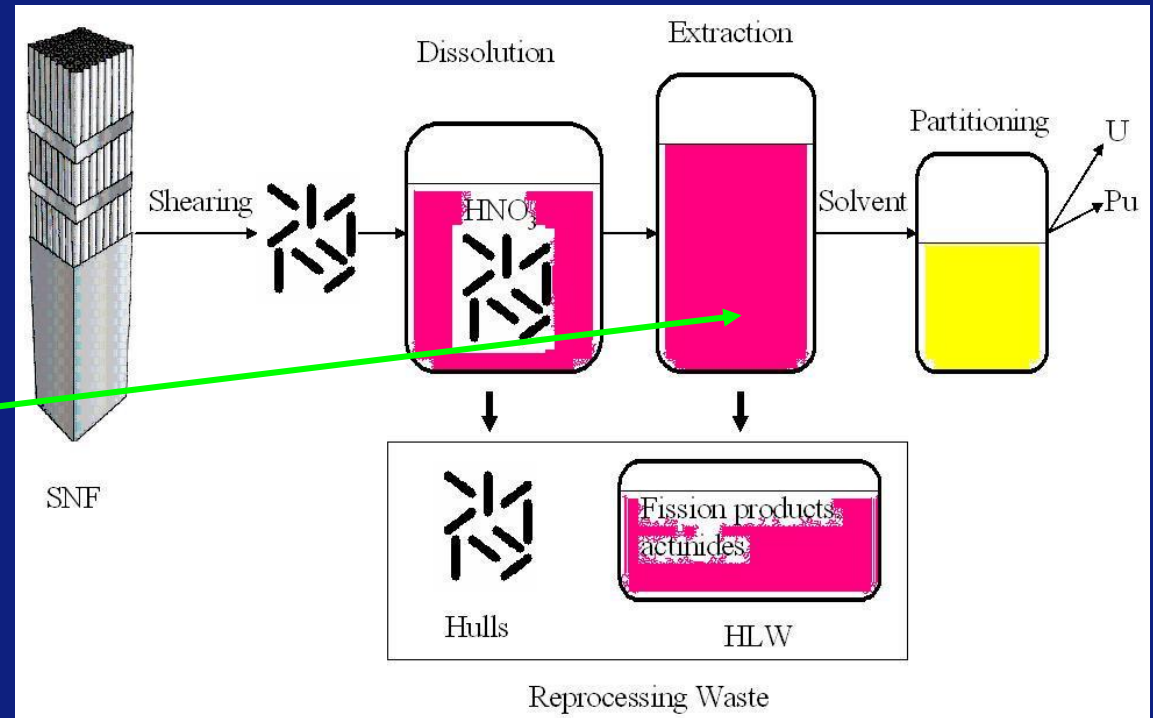 Extraction
Dissolution
Partitioning
U
Shearing
HNO3
Solvent
Pu
SNF
Fission products,
actinides
Hulls
HLW
Reprocessing Waste